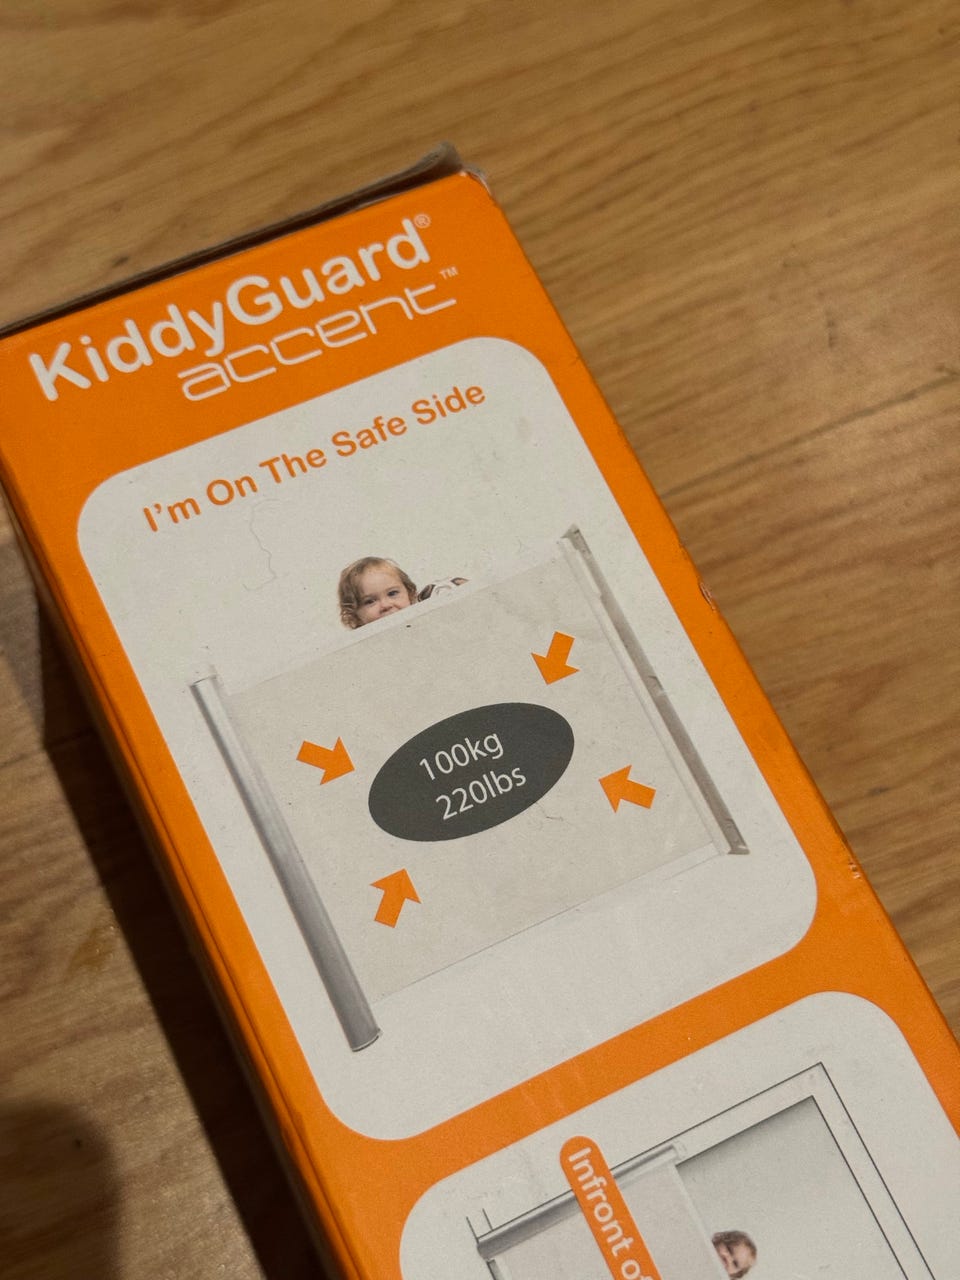 KiddyGuard®
accent™
I'm On The Safe Side
100kg
220lbs
Infront of